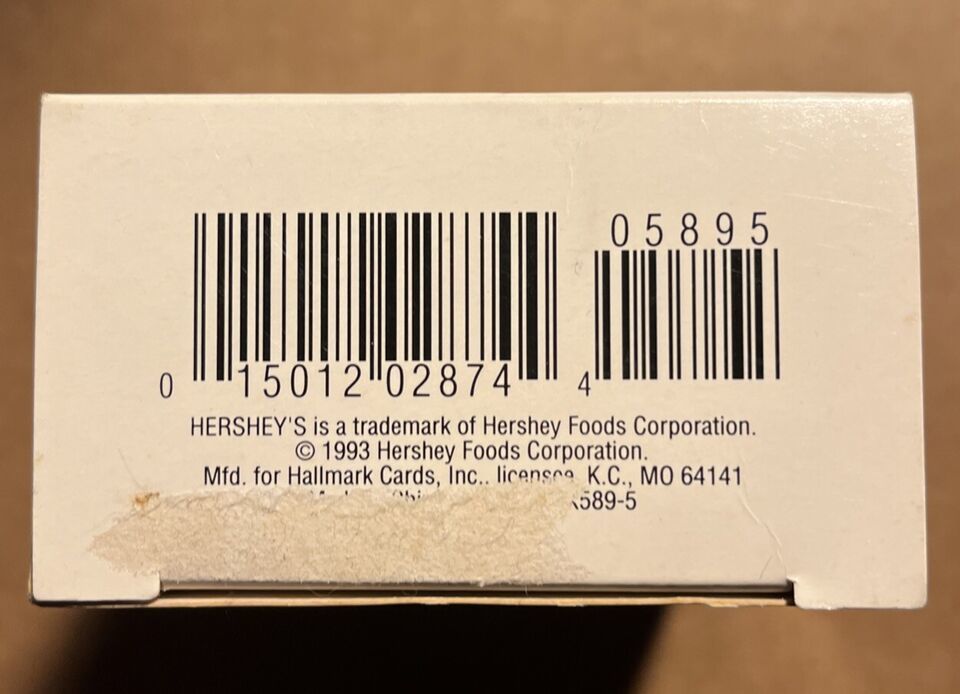 05895
0 15012 02874 4
HERSHEY'S is a trademark of Hershey Foods Corporation.
© 1993 Hershey Foods Corporation.
Mfd. for Hallmark Cards, Inc., licensee, K.C., MO 64141
589-5